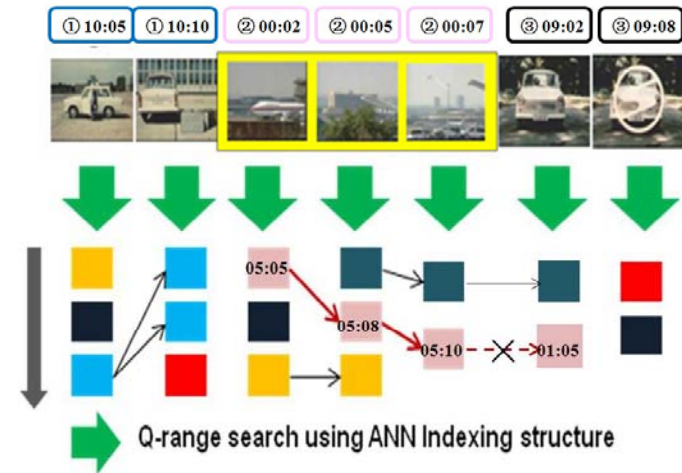 ① 10:05 ① 10:10 ② 00:02 ② 00:05 ② 00:07 ③ 09:02 ③ 09:08
05:05
05:08
05:10 01:05
Q-range search using ANN Indexing structure